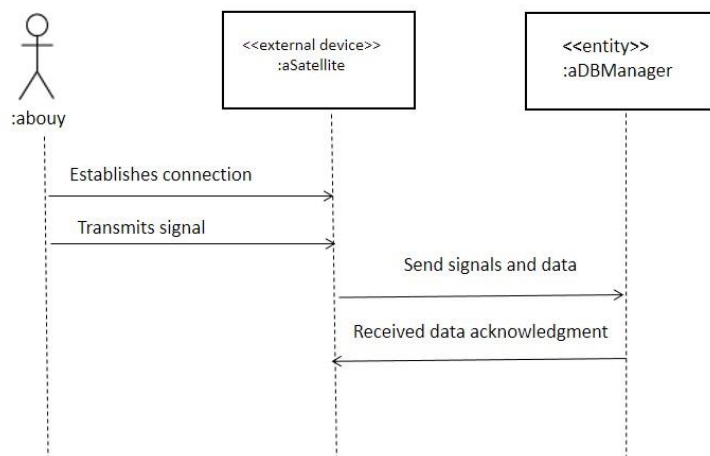 <<external device>>
:aSatellite
<<entity>>
:aDBManager
:abouy
Establishes connection
Transmits signal
Send signals and data
Received data acknowledgment